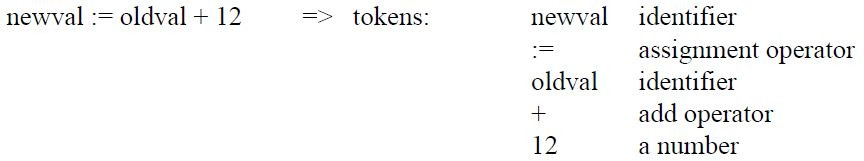 newval := oldval + 12 => tokens: newval identifier
:= assignment operator
oldval identifier
+ add operator
12 a number